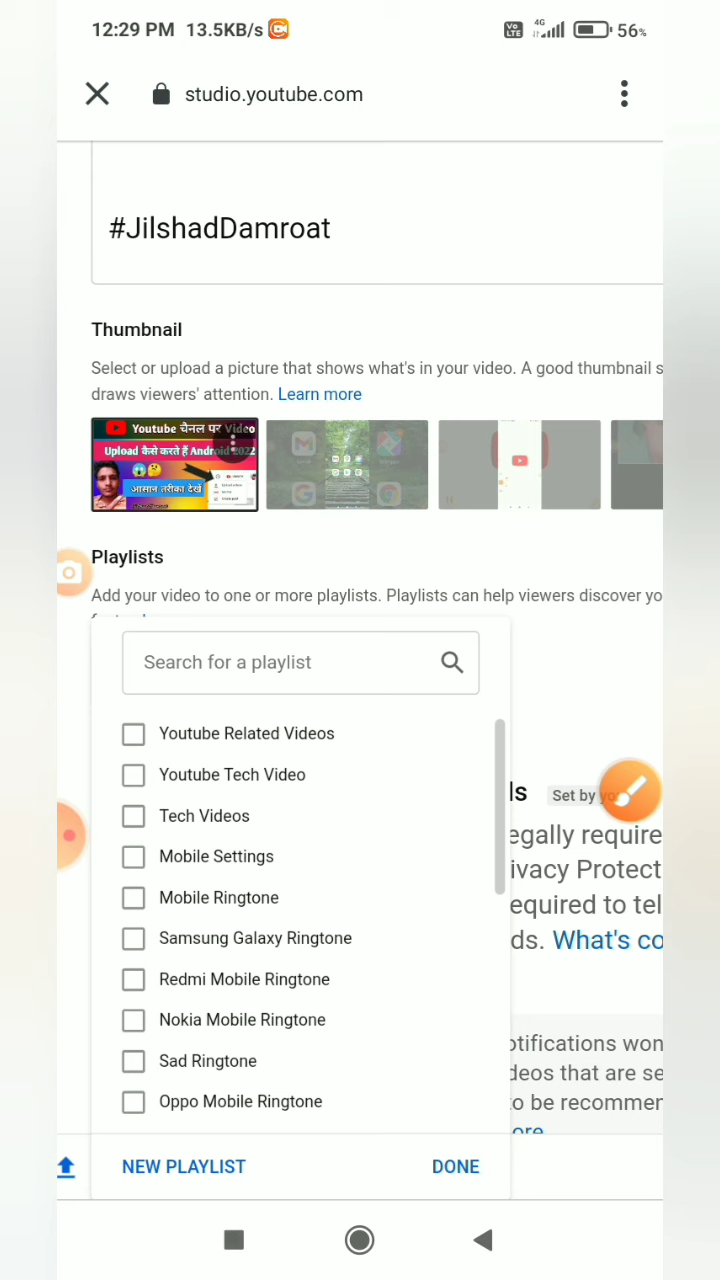 12:29 PM 13.5KB/s
Vo LTE 4G 56%
studio.youtube.com
#JilshadDamroat
Thumbnail
Select or upload a picture that shows what's in your video. A good thumbnail s
draws viewers' attention. Learn more
Youtube चैनल पर Video
Upload कैसे करते हैं Android 2022
आसान तरीका देखें
Playlists
Add your video to one or more playlists. Playlists can help viewers discover yo
Search for a playlist
Youtube Related Videos
Youtube Tech Video
ls Set by yo
Tech Videos
egally require
Mobile Settings
ivacy Protect
Mobile Ringtone
equired to tel
Samsung Galaxy Ringtone
ds. What's co
Redmi Mobile Ringtone
Nokia Mobile Ringtone
otifications won
Sad Ringtone
deos that are se
Oppo Mobile Ringtone
o be recommen
ore
NEW PLAYLIST DONE